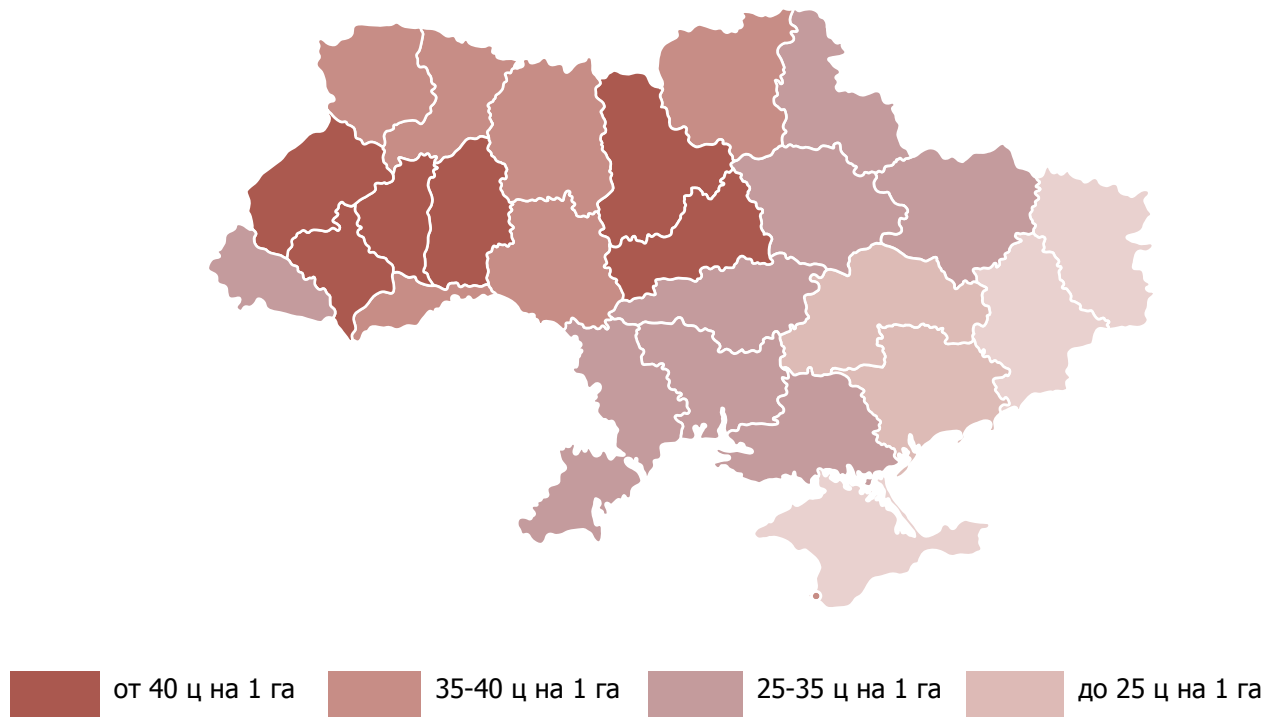 от 40 ц на 1 га
35-40 ц на 1 га
25-35 ц на 1 га
до 25 ц на 1 га